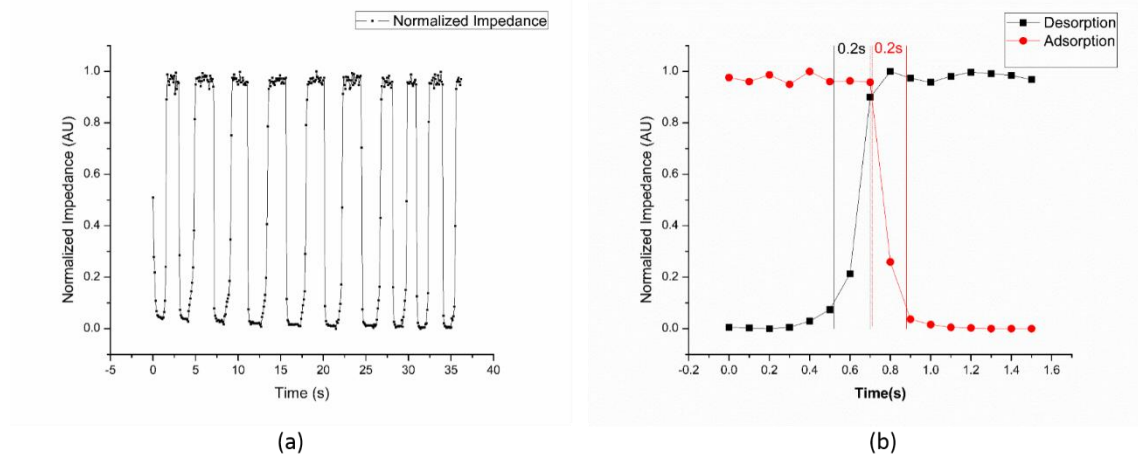 Normalized Impedance
Normalized Impedance (AU)
1.0
0.8
0.6
0.4
0.2
0.0
-5 0 5 10 15 20 25 30 35 40
Time (s)
(a)
0.2s 0.2s
Desorption
Adsorption
Normalized Impedance (AU)
1.0
0.8
0.6
0.4
0.2
0.0
-0.2 0.0 0.2 0.4 0.6 0.8 1.0 1.2 1.4 1.6
Time(s)
(b)